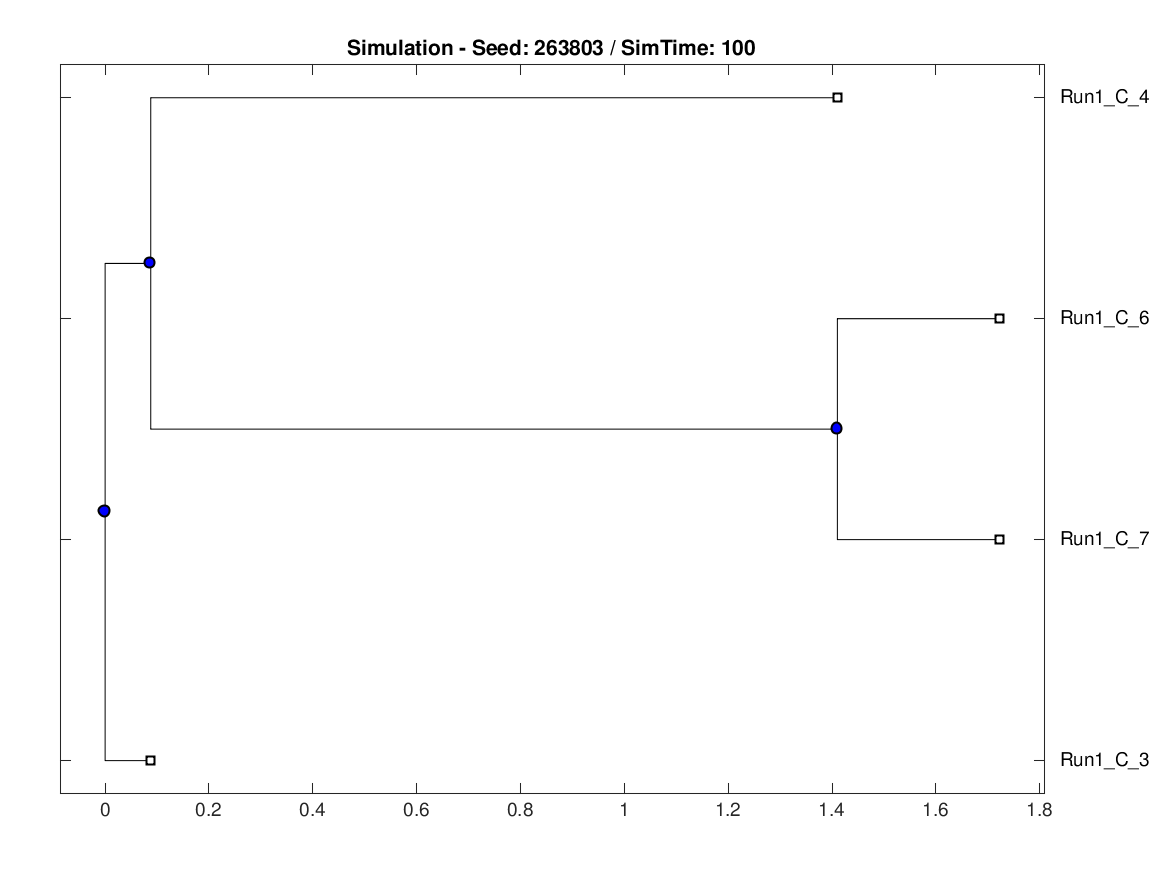 Simulation - Seed: 263803 / SimTime: 100
Run1_C_4
Run1_C_6
Run1_C_7
Run1_C_3
0 0.2 0.4 0.6 0.8 1 1.2 1.4 1.6 1.8